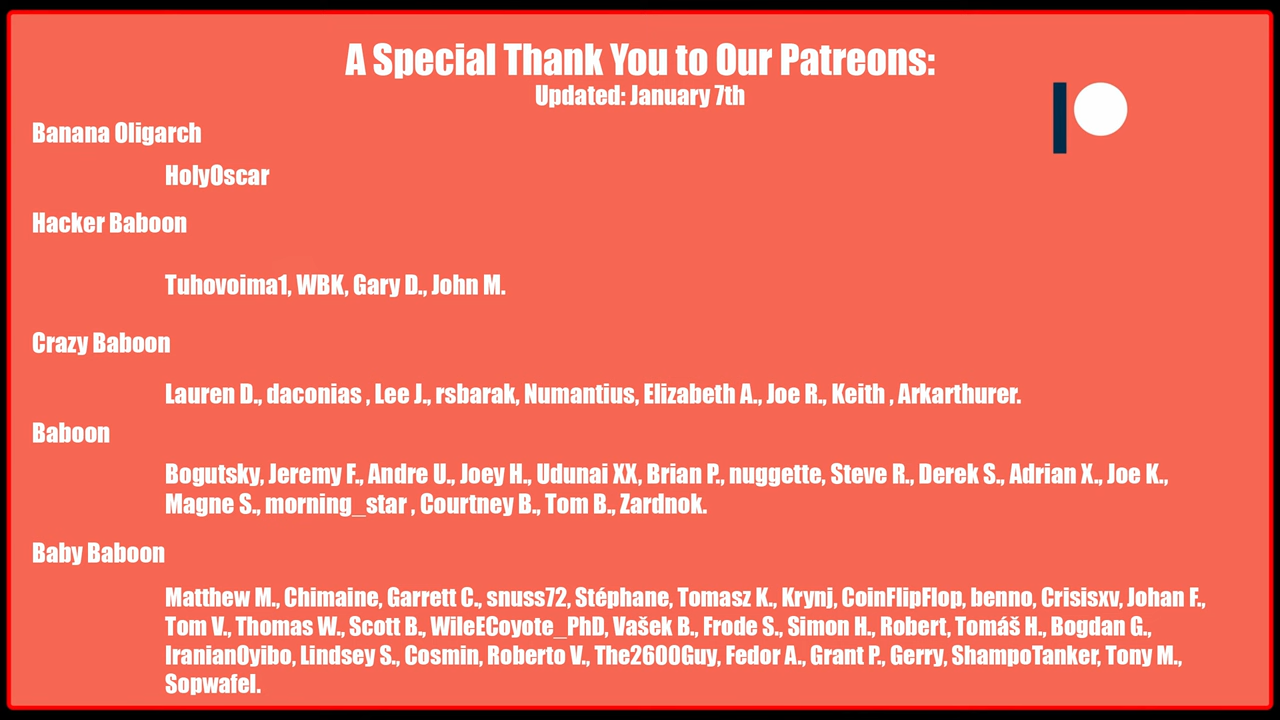 A Special Thank You to Our Patreons:
Updated: January 7th
Banana Oligarch
HolyOscar
Hacker Baboon
Tuhovoima1, WBK, Gary D., John M.
Crazy Baboon
Lauren D., daconias , Lee J., rsbarak, Numantius, Elizabeth A., Joe R., Keith , Arkarthurer.
Baboon
Bogutsky, Jeremy F., Andre U., Joey H., Udunai XX, Brian P., nuggette, Steve R., Derek S., Adrian X., Joe K.,
Magne S., morning_star , Courtney B., Tom B., Zardnok.
Baby Baboon
Matthew M., Chimaine, Garrett C., snuss72, Stéphane, Tomasz K., Krynj, CoinFlipFlop, benno, Crisisxv, Johan F.,
Tom V., Thomas W., Scott B., WileECoyote_PhD, Vašek B., Frode S., Simon H., Robert, Tomáš H., Bogdan G.,
IranianOyibo, Lindsey S., Cosmin, Roberto V., The2600Guy, Fedor A., Grant P., Gerry, ShampoTanker, Tony M.,
Sopwafel.